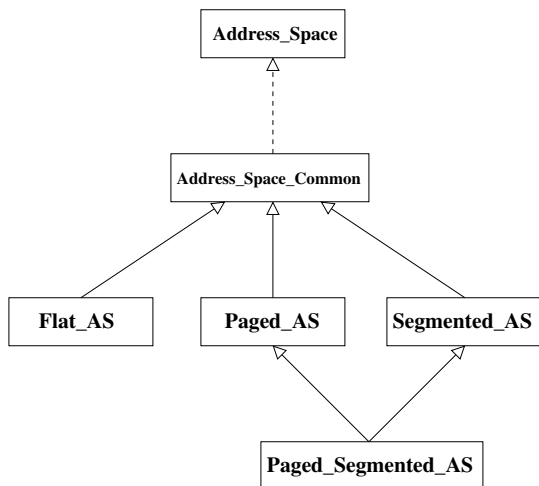 Address_Space
Address_Space_Common
Flat_AS
Paged_AS
Segmented_AS
Paged_Segmented_AS